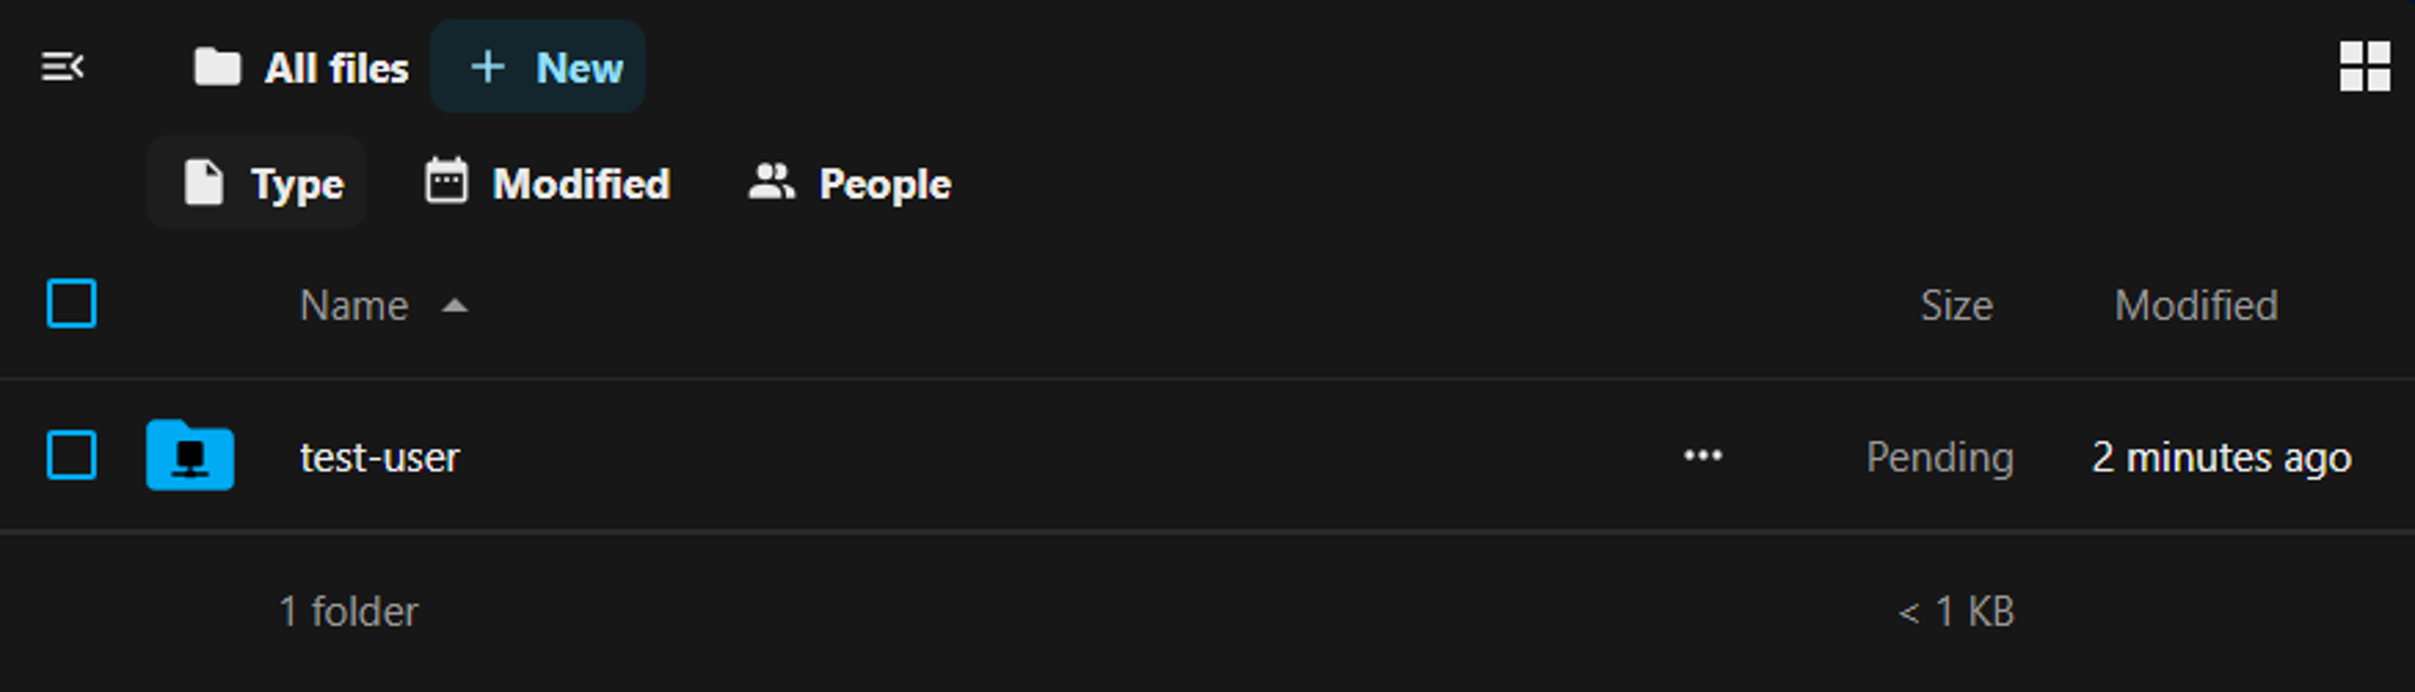 All files + New
Type Modified People
Name Size Modified
test-user ••• Pending 2 minutes ago
1 folder < 1 KB